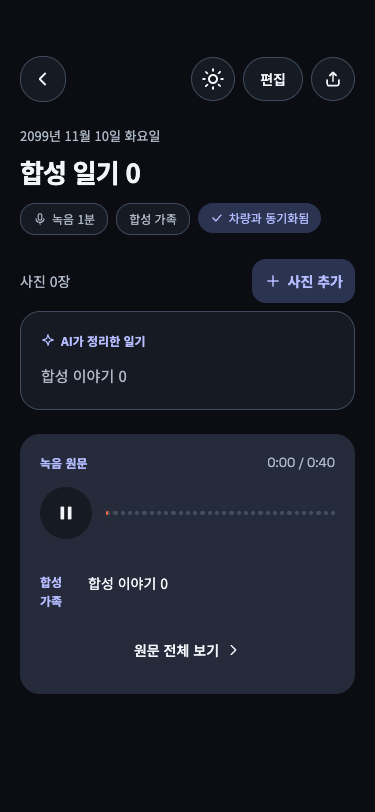 편집
2099년 11월 10일 화요일
합성 일기 0
녹음 1분
합성 가족
차량과 동기화됨
사진 0장
사진 추가
AI가 정리한 일기
합성 이야기 0
녹음 원문
0:00 / 0:40
합성
가족
합성 이야기 0
원문 전체 보기